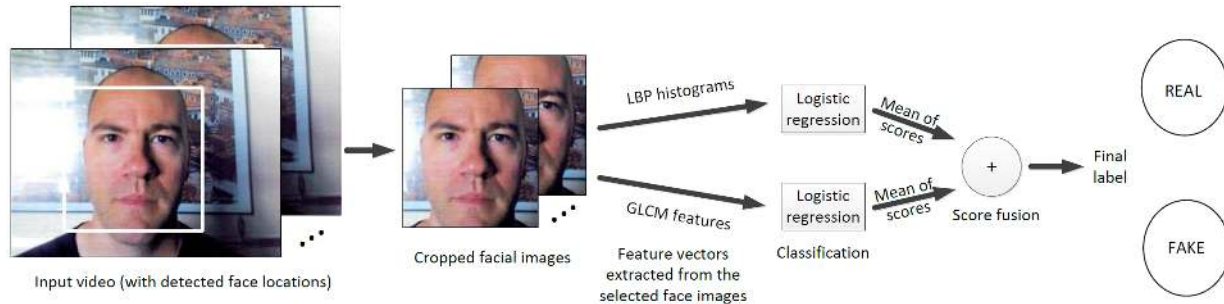 Input video (with detected face locations)
Cropped facial images
LBP histograms
GLCM features
Feature vectors
extracted from the
selected face images
Logistic
regression
Logistic
regression
Classification
Mean of
scores
Mean of
scores
+
Score fusion
Final
label
REAL
FAKE